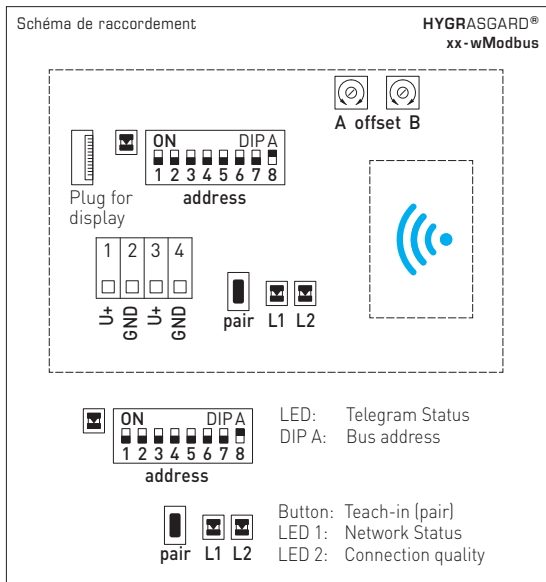 Schéma de raccordement
HYGRASGARD®
xx-wModbus
A offset B
ON DIP A
1 2 3 4 5 6 7 8
address
Plug for
display
1 2 3 4
U+ GND U+ GND
pair L1 L2
ON DIP A
1 2 3 4 5 6 7 8
address
LED: Telegram Status
DIP A: Bus address
pair L1 L2
Button: Teach-in (pair)
LED 1: Network Status
LED 2: Connection quality